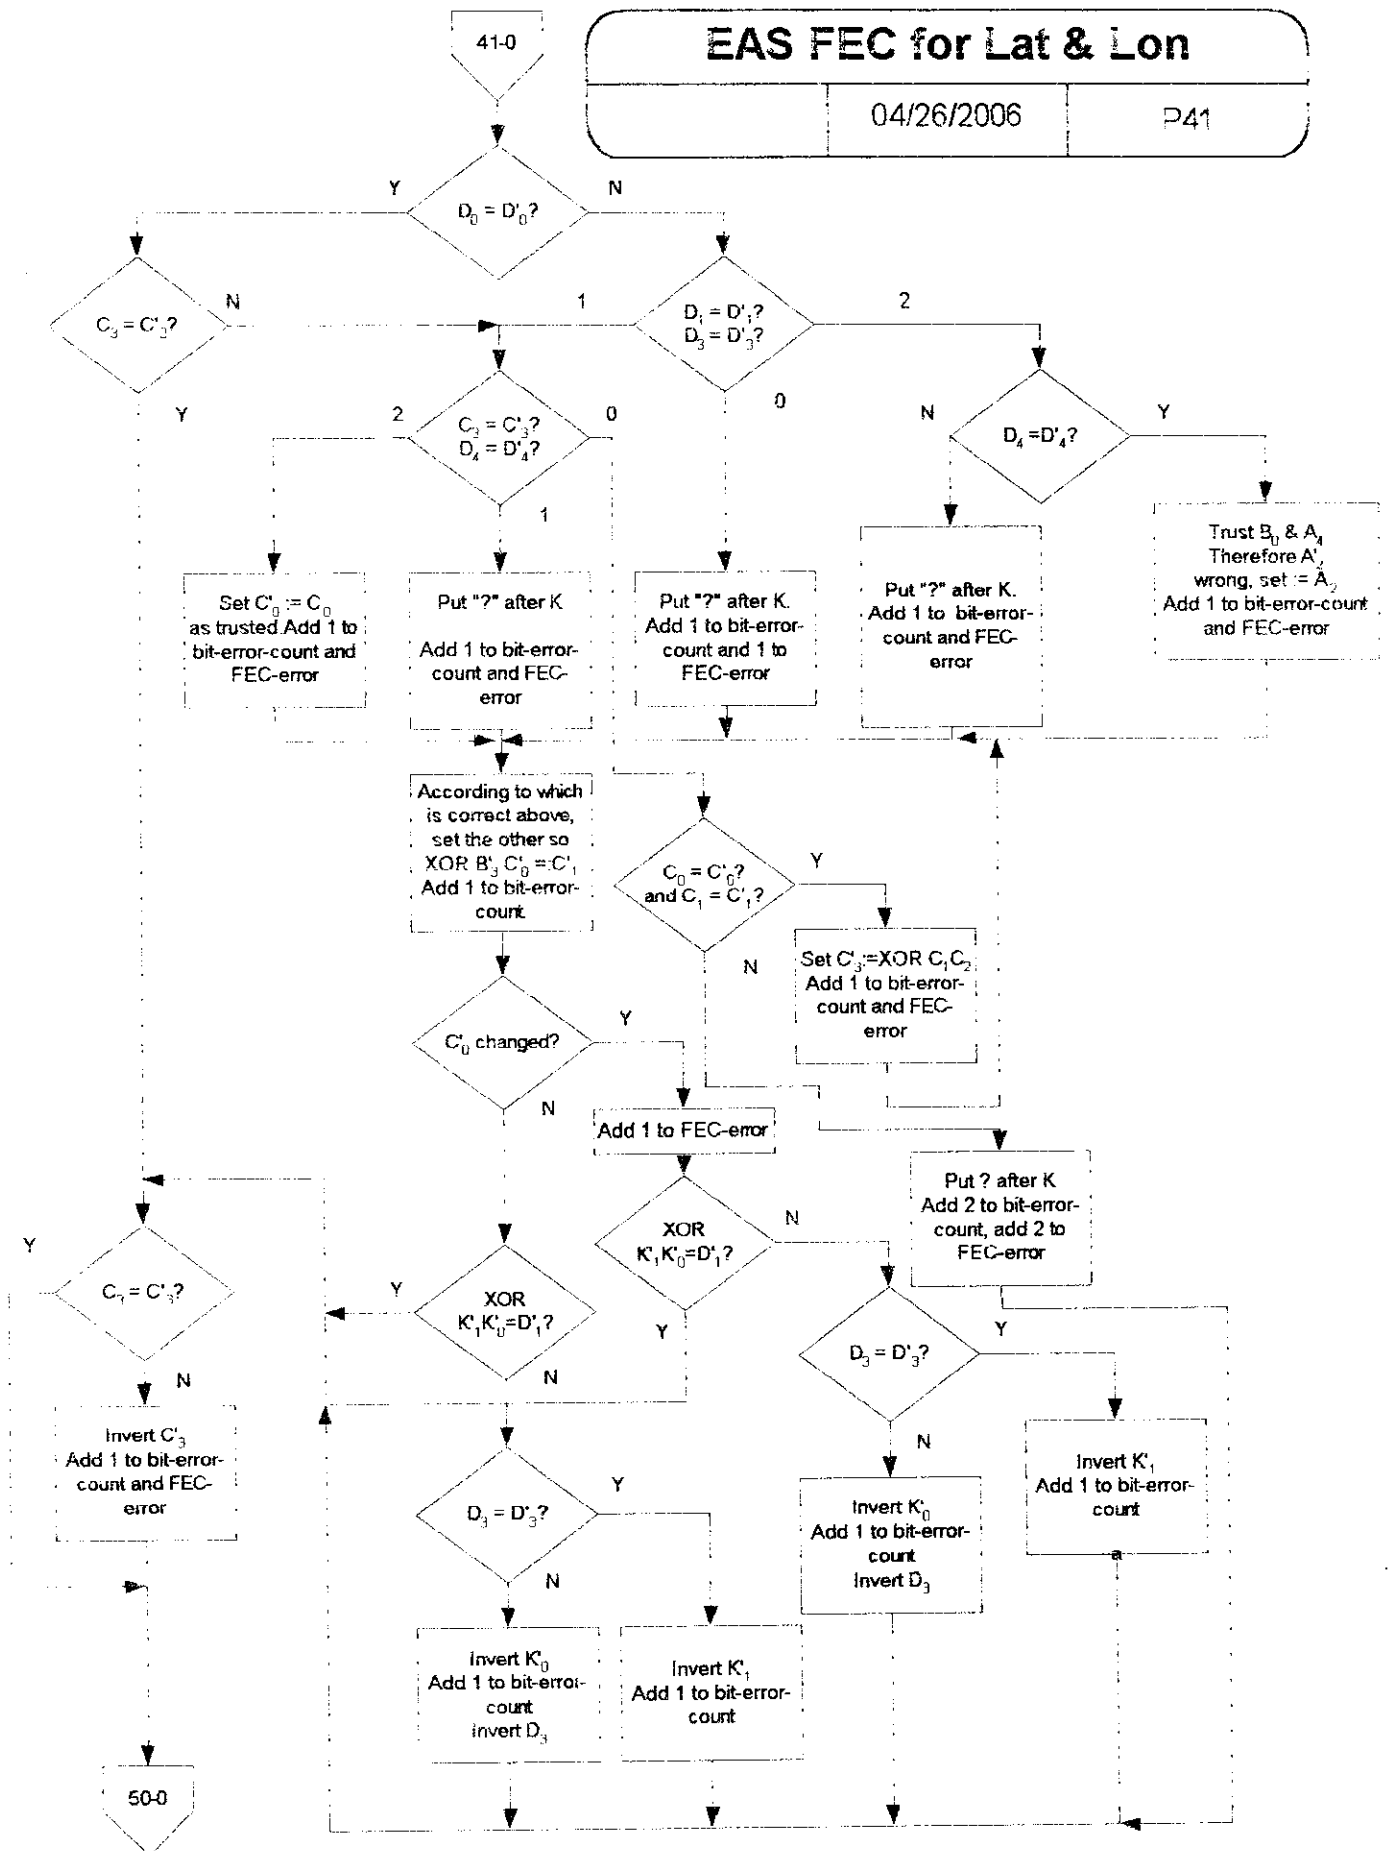 41-0
EAS FEC for Lat & Lon
04/26/2006
P41
Y
N
D₀ = D'₀?
N
1
2
C₃ = C'₃?
D₁ = D'₁?
D₃ = D'₃?
Y
2
0
0
N
Y
C₃ = C'₃?
D₄ = D'₄?
D₄ =D'₄?
1
Set C'₀ := C₀
as trusted.Add 1 to
bit-error-count and
FEC-error
Put "?" after K
Add 1 to bit-error-
count and FEC-
error
Put "?" after K.
Add 1 to bit-error-
count and 1 to
FEC-error
Put "?" after K.
Add 1 to bit-error-
count and FEC-
error
Trust B₀ & A₄
Therefore A'₂
wrong, set := A₂
Add 1 to bit-error-count
and FEC-error
According to which
is correct above,
set the other so
XOR B'₃ C'₀ =:C'₁
Add 1 to bit-error-
count.
C₀ = C'₀?
and C₁ = C'₁?
Y
N
Set C'₃:=XOR C₁C₂
Add 1 to bit-error-
count and FEC-
error
C'₀ changed?
Y
N
Add 1 to FEC-error
Put ? after K
Add 2 to bit-error-
count, add 2 to
FEC-error
XOR
K'₁K'₀=D'₁?
N
Y
Y
C₃ = C'₃?
N
Y
XOR
K'₁K'₀=D'₁?
N
D₃ = D'₃?
Y
N
Invert C'₃
Add 1 to bit-error-
count and FEC-
error
D₃ = D'₃?
Y
N
Invert K'₀
Add 1 to bit-error-
count
Invert D₃
Invert K'₁
Add 1 to bit-error-
count
a
Invert K'₀
Add 1 to bit-error-
count
Invert D₃
Invert K'₁
Add 1 to bit-error-
count
50-0